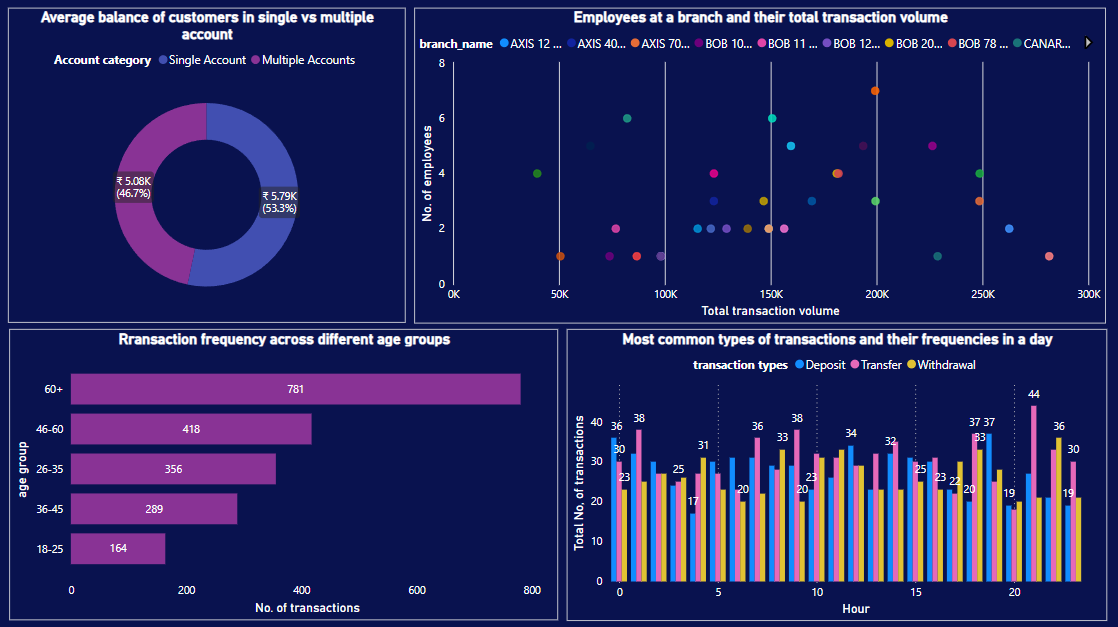 Average balance of customers in single vs multiple
account
Account category Single Account Multiple Accounts
₹ 5.08K
(46.7%)
₹ 5.79K
(53.3%)
Employees at a branch and their total transaction volume
branch_name AXIS 12 ... AXIS 40... AXIS 70... BOB 10... BOB 11 ... BOB 12... BOB 20... BOB 78 ... CANAR...
No. of employees
8
6
4
2
0
0K 50K 100K 150K 200K 250K 300K
Total transaction volume
Rransaction frequency across different age groups
age group
60+ 781
46-60 418
26-35 356
36-45 289
18-25 164
0 200 400 600 800
No. of transactions
Most common types of transactions and their frequencies in a day
transaction types Deposit Transfer Withdrawal
Total No. of transactions
40
30
20
10
0
36 30 23 38 25 17 31 20 36 33 38 20 23 34 32 25 23 22 20 37 33 37 19 44 36 19 30
0 5 10 15 20
Hour